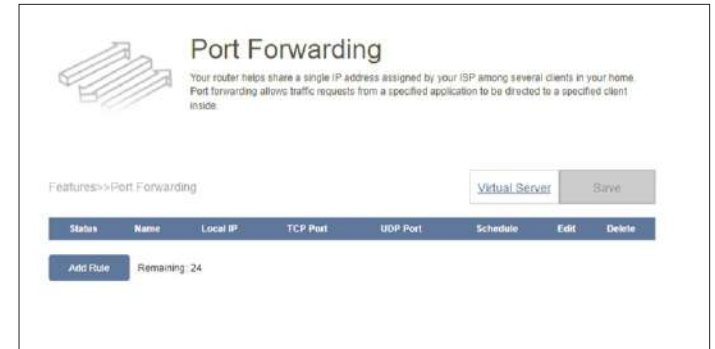 Port Forwarding
Your router helps share a single IP address assigned by your ISP among several clients in your home.
Port forwarding allows traffic requests from a specified application to be directed to a specified client
inside.
Features>>Port Forwarding
Virtual Server
Save
Status Name Local IP TCP Port UDP Port Schedule Edit Delete
Add Rule Remaining: 24